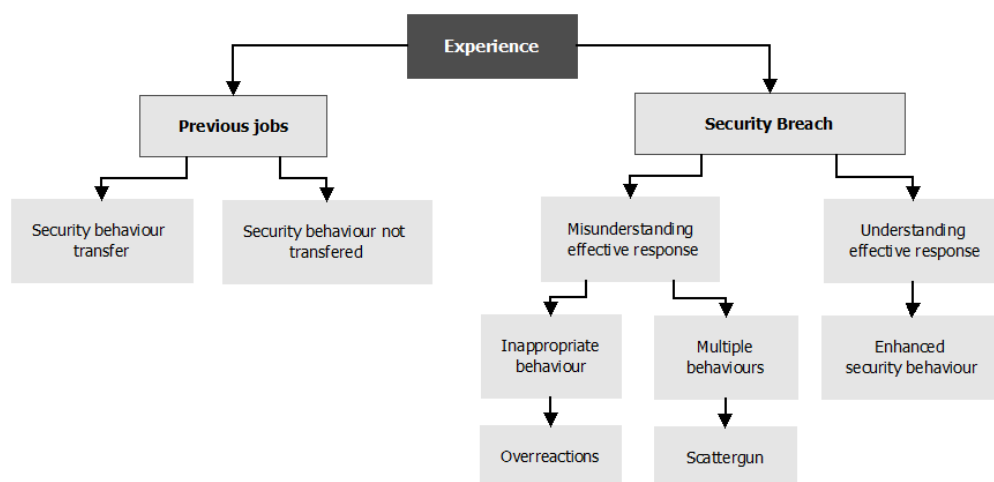 Experience
Previous jobs
Security Breach
Security behaviour
transfer
Security behaviour not
transfered
Misunderstanding
effective response
Understanding
effective response
Inappropriate
behaviour
Multiple
behaviours
Enhanced
security behaviour
Overreactions
Scattergun